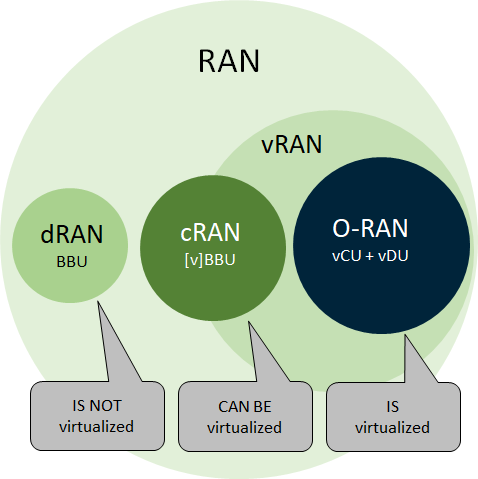 RAN
vRAN
dRAN
BBU
cRAN
[v]BBU
O-RAN
vCU + vDU
IS NOT
virtualized
CAN BE
virtualized
IS
virtualized